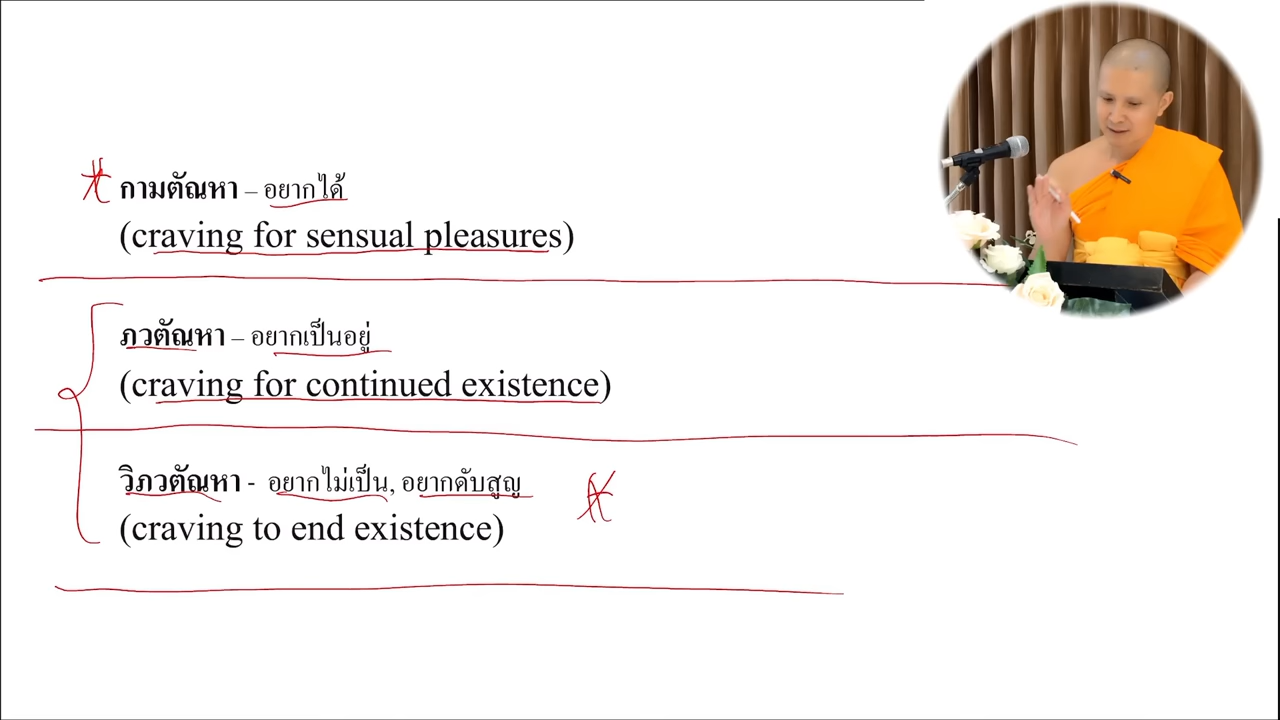 กามตัณหา – อยากได้
(craving for sensual pleasures)
ภวตัณหา – อยากเป็นอยู่
(craving for continued existence)
วิภวตัณหา - อยากไม่เป็น, อยากดับสูญ
(craving to end existence)